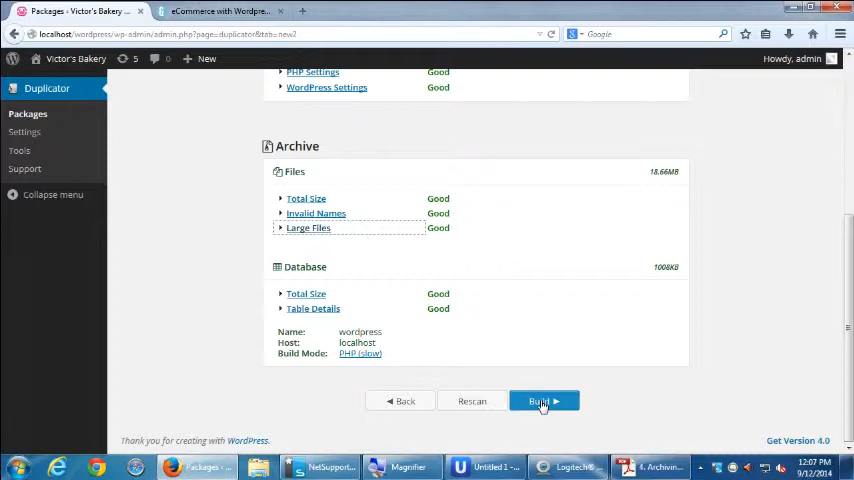 Packages ‹ Victor's Bakery ...
eCommerce with Wordpre...
localhost/wordpress/wp-admin/admin.php?page=duplicator&tab=new2
Google
Victor's Bakery
5
0
New
Howdy, admin
Duplicator
Packages
Settings
Tools
Support
Collapse menu
PHP Settings Good
WordPress Settings Good
Archive
Files 18.66MB
Total Size Good
Invalid Names Good
Large Files Good
Database 1008KB
Total Size Good
Table Details Good
Name: wordpress
Host: localhost
Build Mode: PHP (slow)
Back
Rescan
Build
Thank you for creating with WordPress.
Get Version 4.0
Packages ‹ ...
NetSupport...
Magnifier
Untitled 1 -...
Logitech® ...
4. Archivin...
12:07 PM
9/12/2014